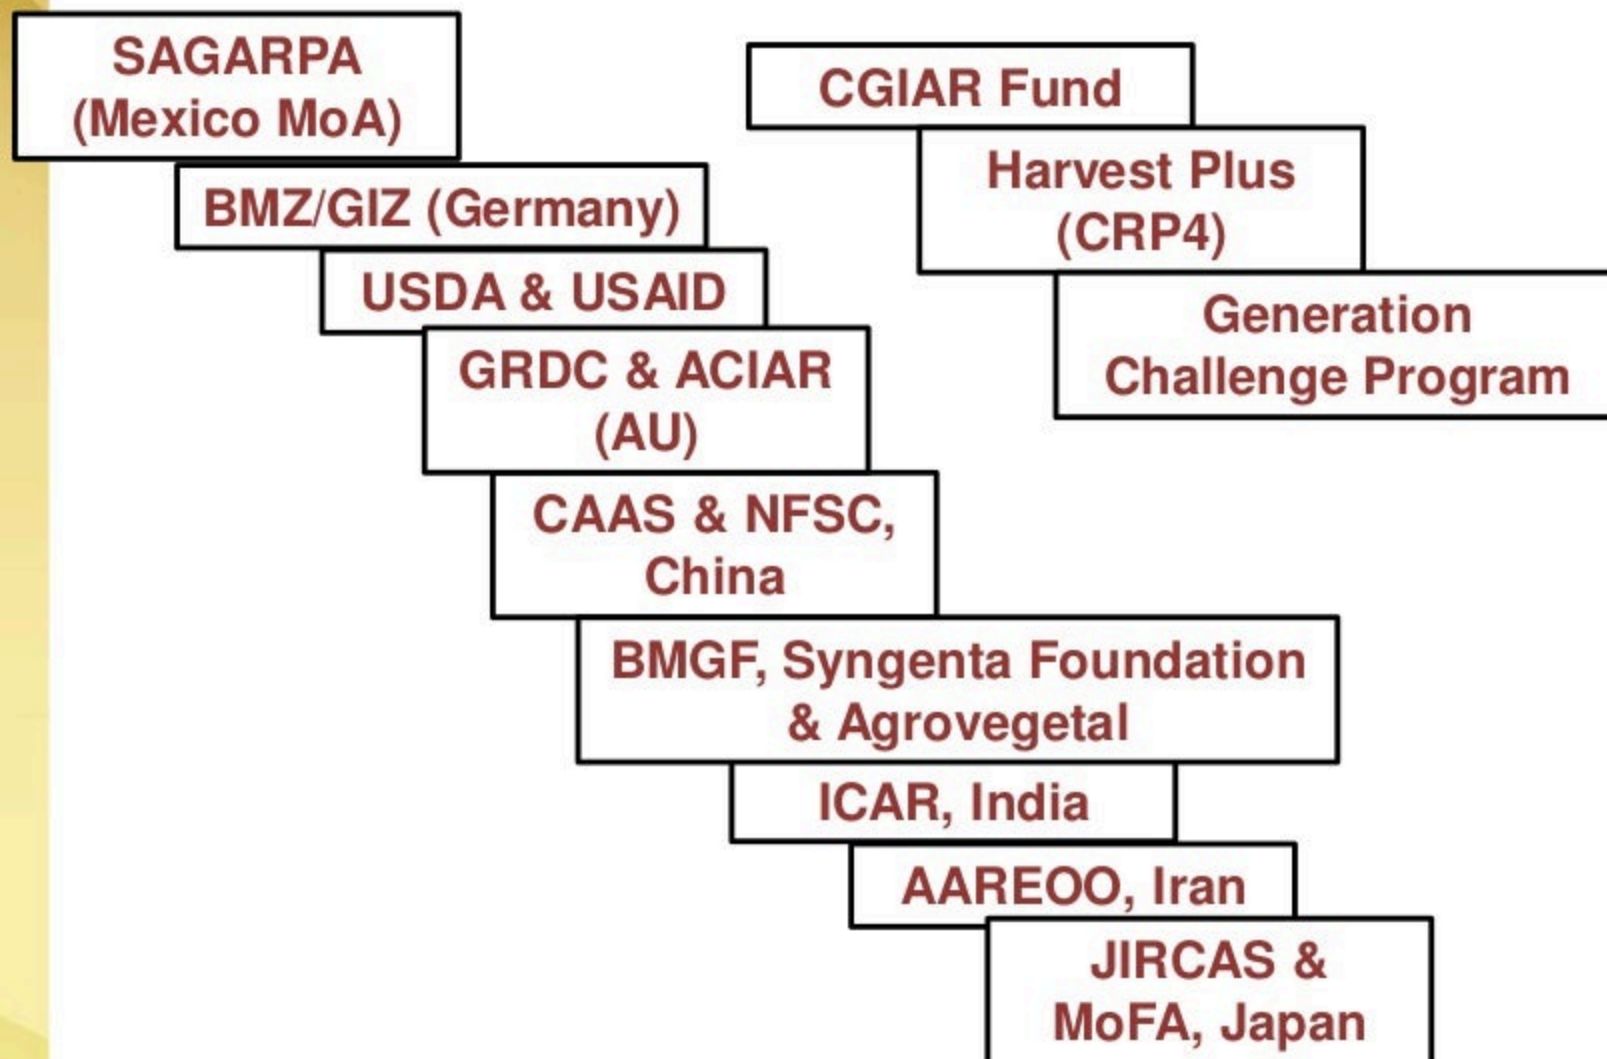 SAGARPA
(Mexico MoA)
BMZ/GIZ (Germany)
USDA & USAID
GRDC & ACIAR
(AU)
CAAS & NFSC,
China
BMGF, Syngenta Foundation
& Agrovegetal
ICAR, India
AAREOO, Iran
JIRCAS &
MoFA, Japan
CGIAR Fund
Harvest Plus
(CRP4)
Generation
Challenge Program